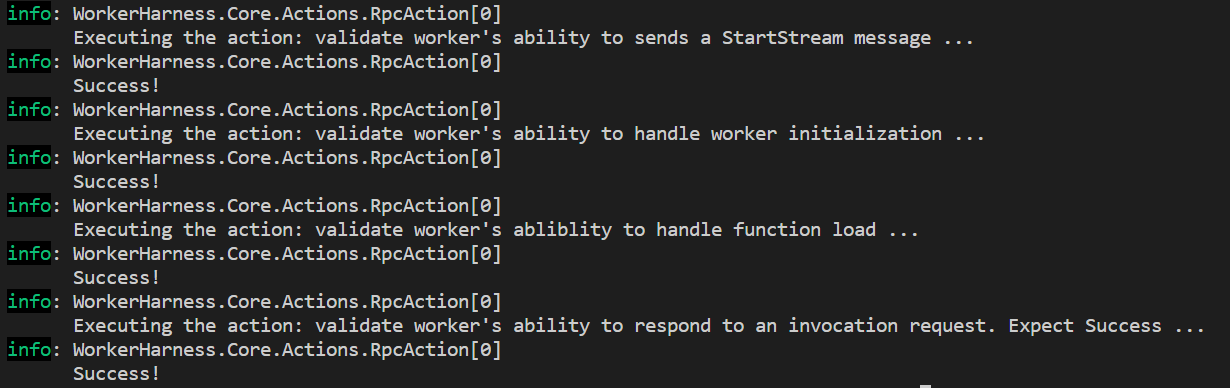 info: WorkerHarness.Core.Actions.RpcAction[0]
Executing the action: validate worker's ability to sends a StartStream message ...
info: WorkerHarness.Core.Actions.RpcAction[0]
Success!
info: WorkerHarness.Core.Actions.RpcAction[0]
Executing the action: validate worker's ability to handle worker initialization ...
info: WorkerHarness.Core.Actions.RpcAction[0]
Success!
info: WorkerHarness.Core.Actions.RpcAction[0]
Executing the action: validate worker's abliblity to handle function load ...
info: WorkerHarness.Core.Actions.RpcAction[0]
Success!
info: WorkerHarness.Core.Actions.RpcAction[0]
Executing the action: validate worker's ability to respond to an invocation request. Expect Success ...
info: WorkerHarness.Core.Actions.RpcAction[0]
Success!